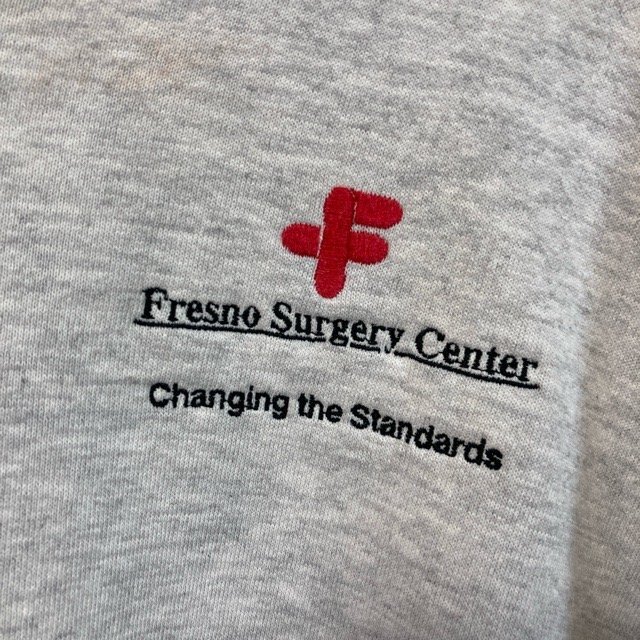 F
Fresno Surgery Center
Changing the Standards